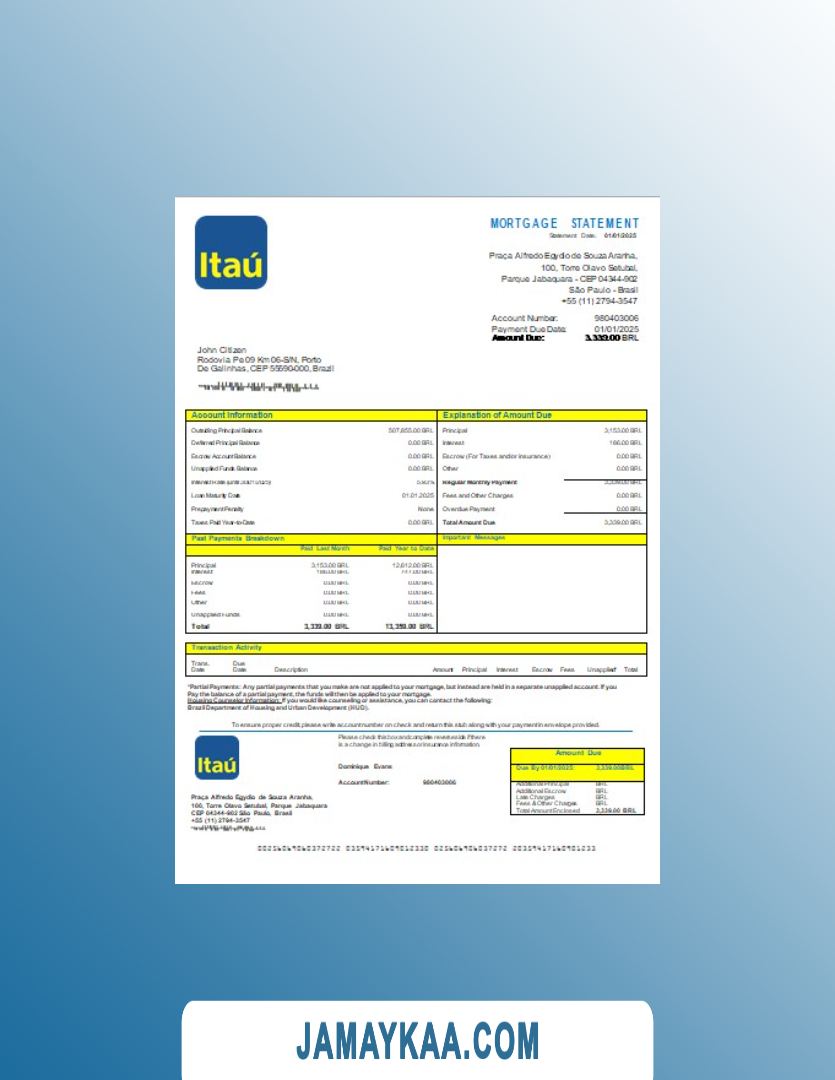 Itaú
MORTGAGE STATEMENT
Statement Date: 01/01/2025
Praça Alfredo Egydio de Souza Aranha,
100, Torre Olavo Setubal,
Parque Jabaquara - CEP 04344-902
São Paulo - Brasil
+55 (11) 2794-3547
Account Number: 980403006
Payment Due Date: 01/01/2025
Amount Due: 3,339.00 BRL
John Citizen
Rodovia Pe 09 Km 06-S/N, Porto
De Galinhas, CEP 55590-000, Brazil
Account Information
Outstding Principal Balance 507,855.00 BRL
Deferred Principal Balance 0.00 BRL
Escrow Account Balance 0.00 BRL
Unapplied Funds Balance 0.00 BRL
Loan Maturity Date 01.01.2025
Prepayment Penalty None
Taxes Paid Year-to-Date 0.00 BRL
Explanation of Amount Due
Principal 3,153.00 BRL
Interest 186.00 BRL
Escrow (For Taxes and/or Insurance) 0.00 BRL
Other 0.00 BRL
Regular Monthly Payment 3,339.00 BRL
Fees and Other Charges 0.00 BRL
Overdue Payment 0.00 BRL
Total Amount Due 3,339.00 BRL
Past Payments Breakdown
Paid Last Month Paid Year to Date
Principal 3,153.00 BRL 12,612.00 BRL
Interest 186.00 BRL
Escrow 0.00 BRL 0.00 BRL
Fees 0.00 BRL 0.00 BRL
Other 0.00 BRL 0.00 BRL
Unapplied Funds 0.00 BRL 0.00 BRL
Total 3,339.00 BRL 13,359.00 BRL
Important Messages
Transaction Activity
Trans. Date Due Date Description Amount Principal Interest Escrow Fees Unapplied* Total
*Partial Payments: Any partial payments that you make are not applied to your mortgage, but instead are held in a separate unapplied account. If you
Pay the balance of a partial payment, the funds will then be applied to your mortgage.
Housing Counselor Information: If you would like counseling or assistance, you can contact the following:
Brazil Department of Housing and Urban Development (HUD).
To ensure proper credit, please write account number on check and return this stub along with your payment in envelope provided.
Itaú
Please check this box and complete reverse side if there
is a change in billing address or insurance information.
Dominique Evans
Account Number: 980403006
Praça Alfredo Egydio de Souza Aranha,
100, Torre Olavo Setubal, Parque Jabaquara
CEP 04344-902 São Paulo, Brasil
+55 (11) 2794-3547
Amount Due
Due By 01/01/2025: 3,339.00 BRL
Additional Principal BRL
Additional Escrow BRL
Late Charges BRL
Fees & Other Charges BRL
Total Amount Enclosed 3,339.00 BRL
JAMAYKAA.COM